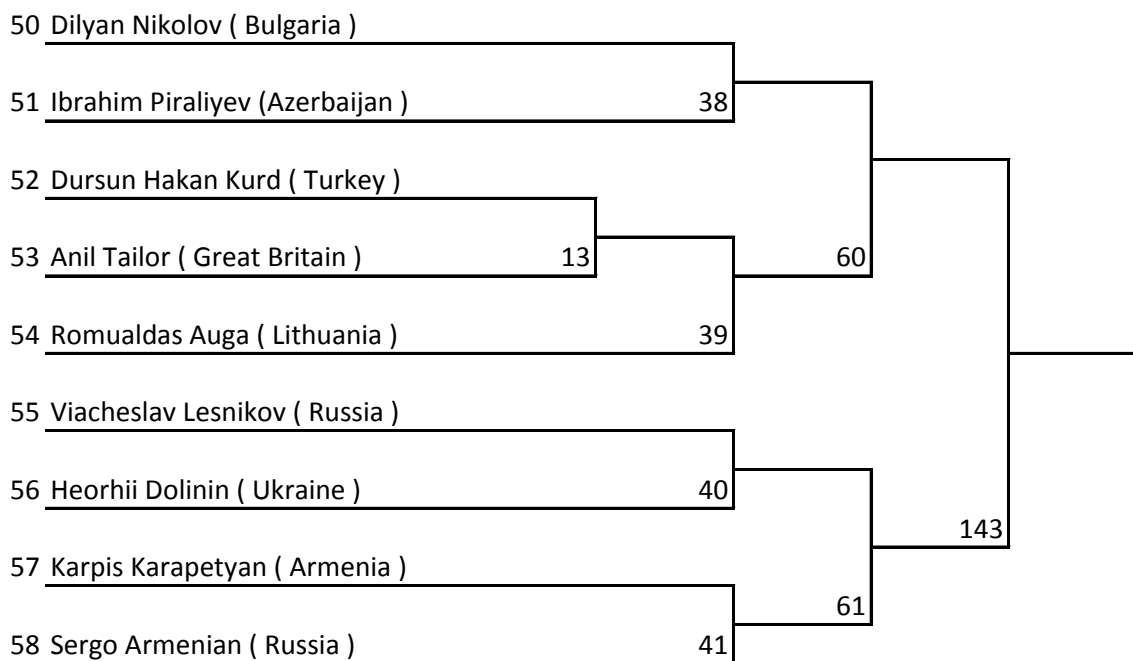 50 Dilyan Nikolov ( Bulgaria )
51 Ibrahim Piraliyev (Azerbaijan ) 38
52 Dursun Hakan Kurd ( Turkey )
53 Anil Tailor ( Great Britain ) 13 60
54 Romualdas Auga ( Lithuania ) 39
55 Viacheslav Lesnikov ( Russia )
56 Heorhii Dolinin ( Ukraine ) 40
143
57 Karpis Karapetyan ( Armenia )
61
58 Sergo Armenian ( Russia ) 41